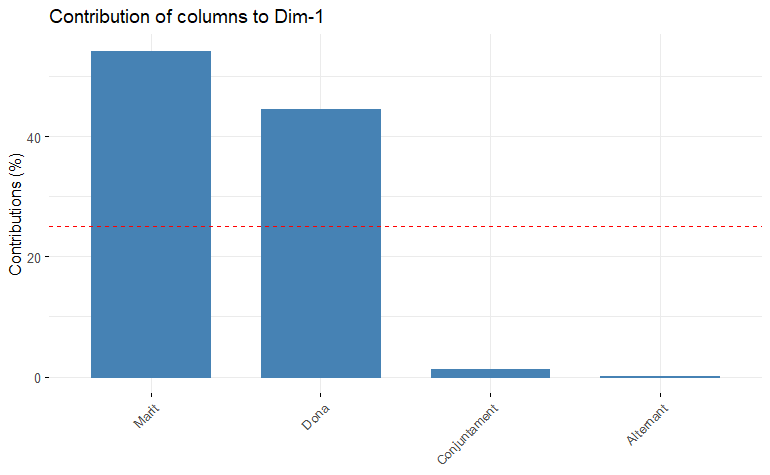 Contribution of columns to Dim-1
Contributions (%)
40
20
0
Marit
Dona
Conjuntament
Alternant